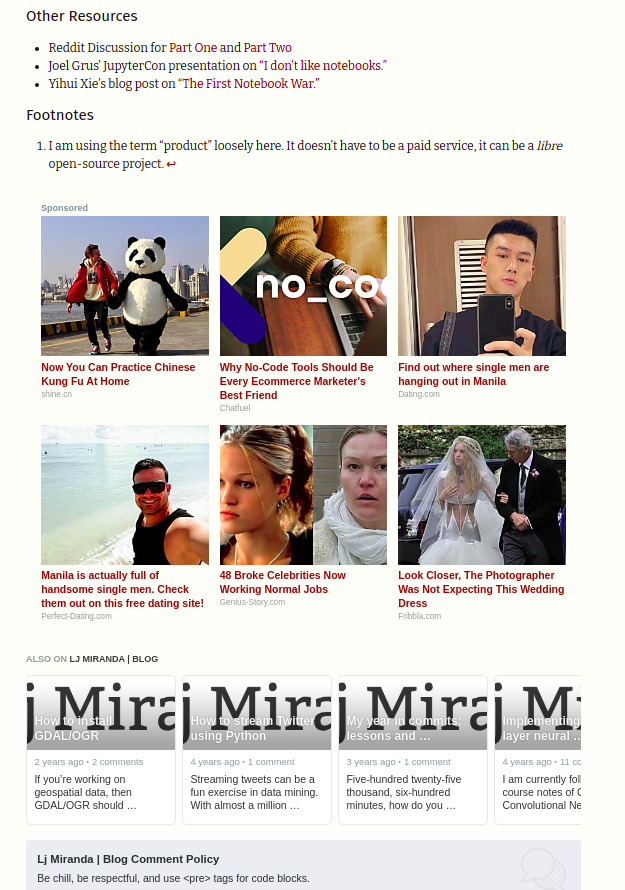 Other Resources
Reddit Discussion for Part One and Part Two
Joel Grus' JupyterCon presentation on “I don't like notebooks.”
Yihui Xie's blog post on “The First Notebook War.”
Footnotes
1. I am using the term “product” loosely here. It doesn't have to be a paid service, it can be a libre
open-source project. ↩
Sponsored
no_co
Now You Can Practice Chinese
Kung Fu At Home
shine.cn
Why No-Code Tools Should Be
Every Ecommerce Marketer's
Best Friend
Chatfuel
Find out where single men are
hanging out in Manila
Dating.com
Manila is actually full of
handsome single men. Check
them out on this free dating site!
Perfect-Dating.com
48 Broke Celebrities Now
Working Normal Jobs
Genius-Story.com
Look Closer, The Photographer
Was Not Expecting This Wedding
Dress
Fribbla.com
ALSO ON LJ MIRANDA | BLOG
j Mira
How to install
GDAL/OGR
2 years ago • 2 comments
If you're working on
geospatial data, then
GDAL/OGR should …
j Mira
How to stream Twitter
using Python
4 years ago • 1 comment
Streaming tweets can be a
fun exercise in data mining.
With almost a million …
j Mira
My year in commits:
lessons and …
3 years ago • 1 comment
Five-hundred twenty-five
thousand, six-hundred
minutes, how do you …
j Mira
Implementing
layer neural …
4 years ago • 11 co
I am currently foll
course notes of C
Convolutional Ne
Lj Miranda | Blog Comment Policy
Be chill, be respectful, and use <pre> tags for code blocks.